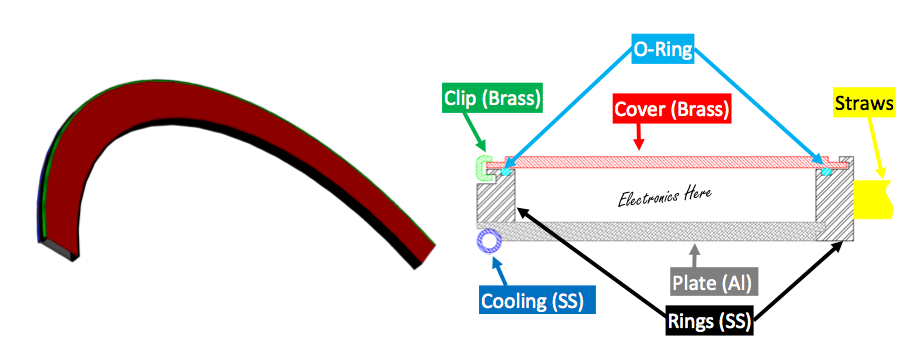 O-Ring
Clip (Brass)
Cover (Brass)
Straws
Electronics Here
Plate (Al)
Cooling (SS)
Rings (SS)